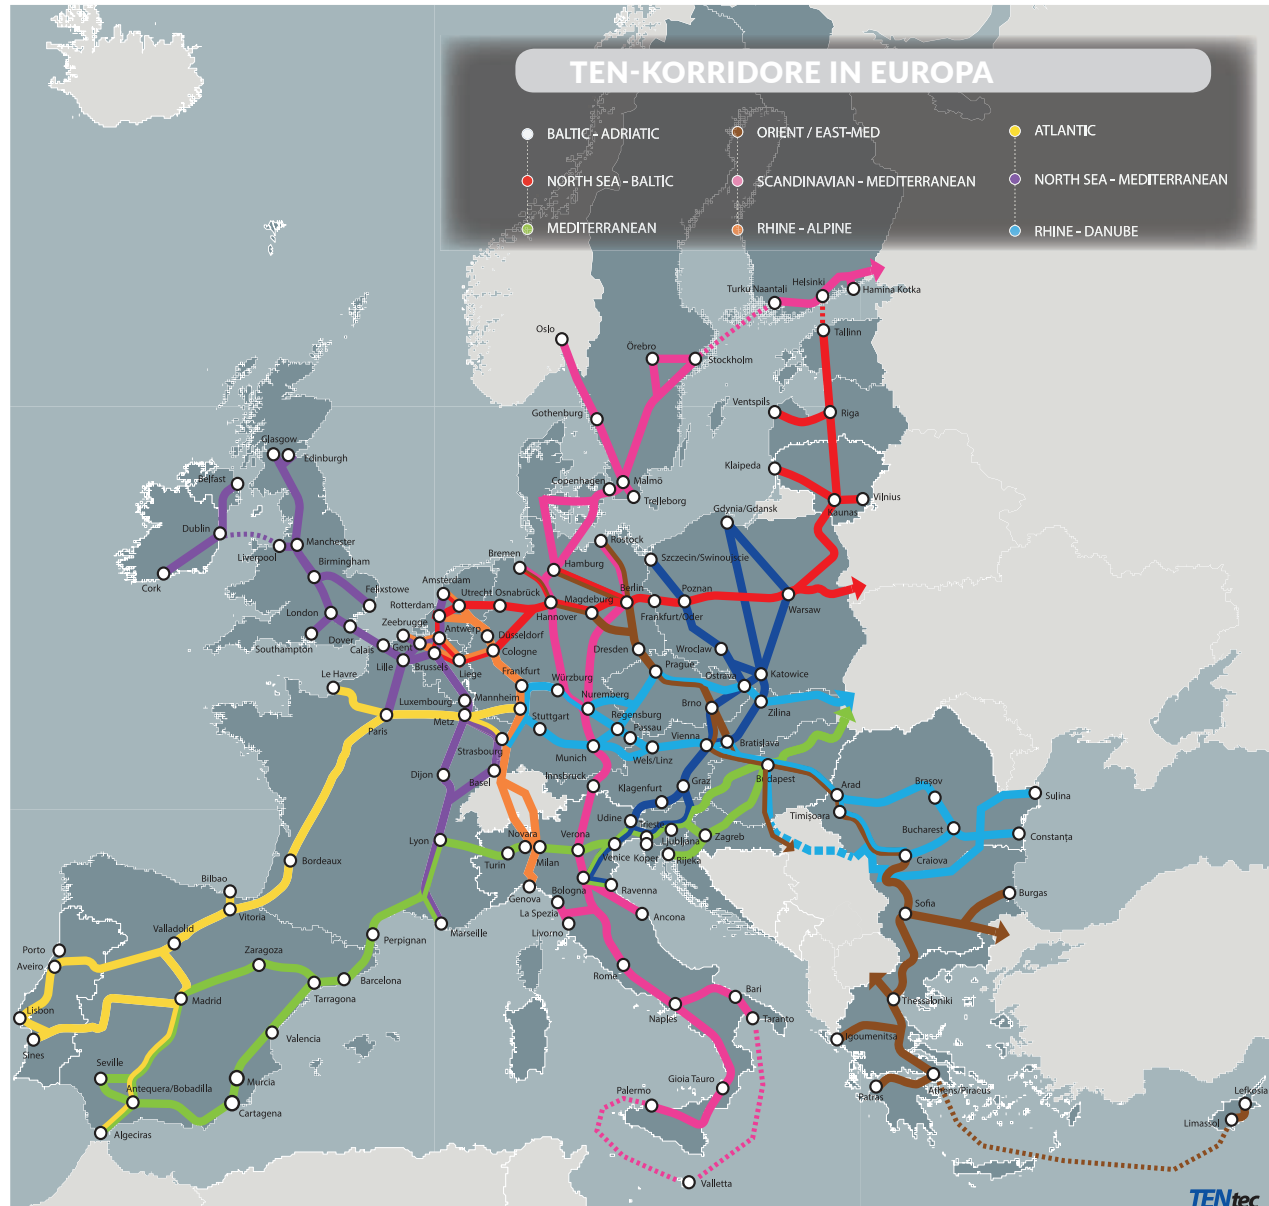 TEN-KORRIDORE IN EUROPA
BALTIC - ADRIATIC
ORIENT / EAST-MED
ATLANTIC
NORTH SEA - BALTIC
SCANDINAVIAN - MEDITERRANEAN
NORTH SEA - MEDITERRANEAN
MEDITERRANEAN
RHINE - ALPINE
RHINE - DANUBE
Helsinki
Turku Naantali
Hamina Kotka
Oslo
Tallinn
Örebro
Stockholm
Ventspils
Gothenburg
Riga
Glasgow
Edinburgh
Klaipeda
Belfast
Copenhagen
Malmö
Trelleborg
Vilnius
Kaunas
Gdynia/Gdansk
Dublin
Rostock
Manchester
Liverpool
Bremen
Szczecin/Swinoujscie
Birmingham
Hamburg
Cork
Amsterdam
Felixstowe
Utrecht
Osnabrück
Magdeburg
Berlin
Poznan
London
Rotterdam
Warsaw
Zeebrugge
Hannover
Frankfurt/Oder
Antwerp
Düsseldorf
Dover
Southampton
Calais
Gent
Cologne
Dresden
Wrocław
Lille
Brussels
Liege
Prague
Le Havre
Frankfurt
Würzburg
Ostrava
Katowice
Luxembourg
Mannheim
Nuremberg
Brno
Zilina
Metz
Stuttgart
Regensburg
Paris
Passau
Vienna
Bratislava
Strasbourg
Munich
Wels/Linz
Dijon
Basel
Innsbruck
Budapest
Klagenfurt
Graz
Arad
Brasov
Sulina
Timişoara
Udine
Trieste
Lyon
Novara
Verona
Ljubljana
Zagreb
Bucharest
Constanţa
Turin
Milan
Venice
Koper
Rijeka
Craiova
Bordeaux
Bilbao
Genova
Bologna
Ravenna
Burgas
Vitoria
La Spezia
Ancona
Sofia
Valladolid
Marseille
Livorno
Porto
Perpignan
Aveiro
Zaragoza
Rome
Barcelona
Tarragona
Bari
Madrid
Thessaloniki
Lisbon
Naples
Taranto
Valencia
Igoumenitsa
Sines
Seville
Murcia
Gioia Tauro
Antequera/Bobadilla
Palermo
Patras
Athens/Piraeus
Lefkosia
Cartagena
Limassol
Algeciras
Valletta
TENtec